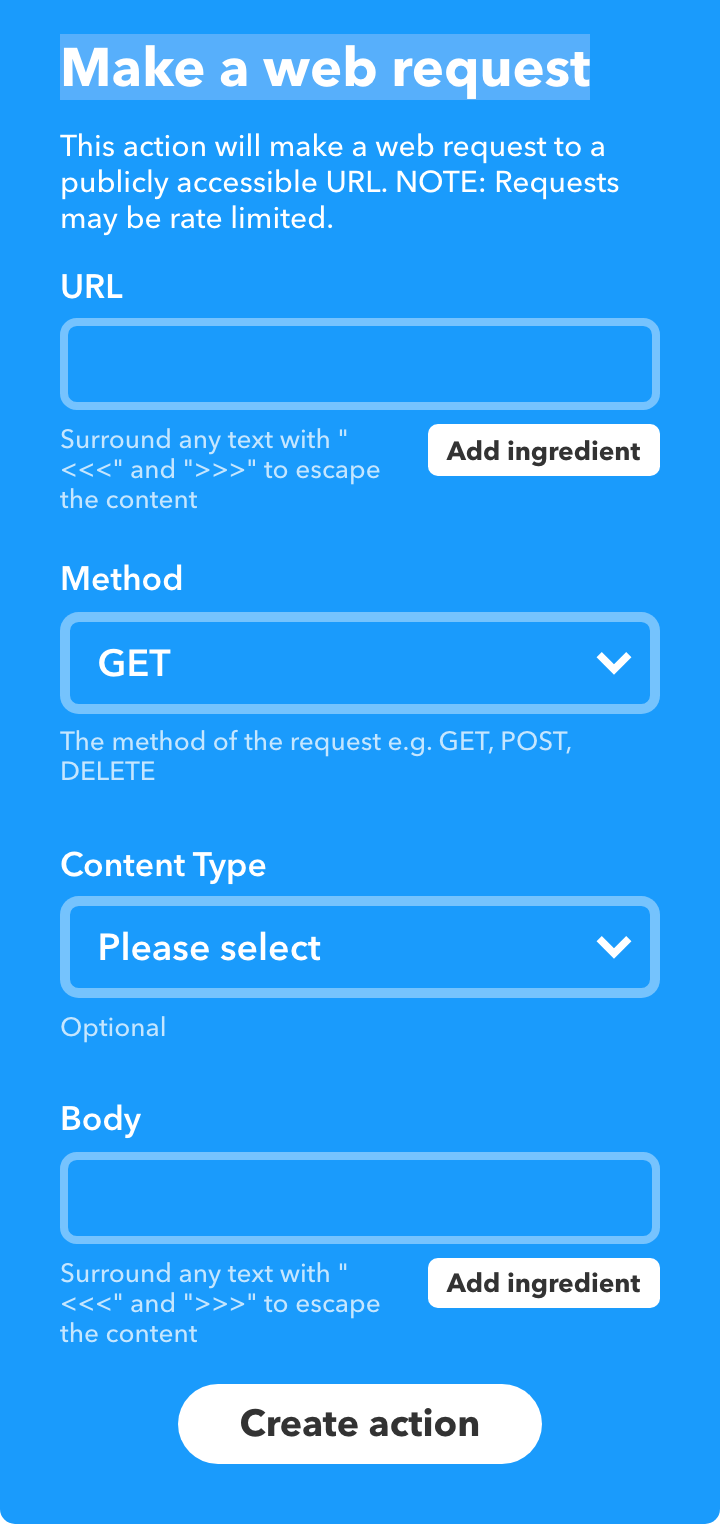 Make a web request
This action will make a web request to a
publicly accessible URL. NOTE: Requests
may be rate limited.
URL
Surround any text with "
<<<" and ">>>" to escape
the content
Add ingredient
Method
GET
The method of the request e.g. GET, POST,
DELETE
Content Type
Please select
Optional
Body
Surround any text with "
<<<" and ">>>" to escape
the content
Add ingredient
Create action